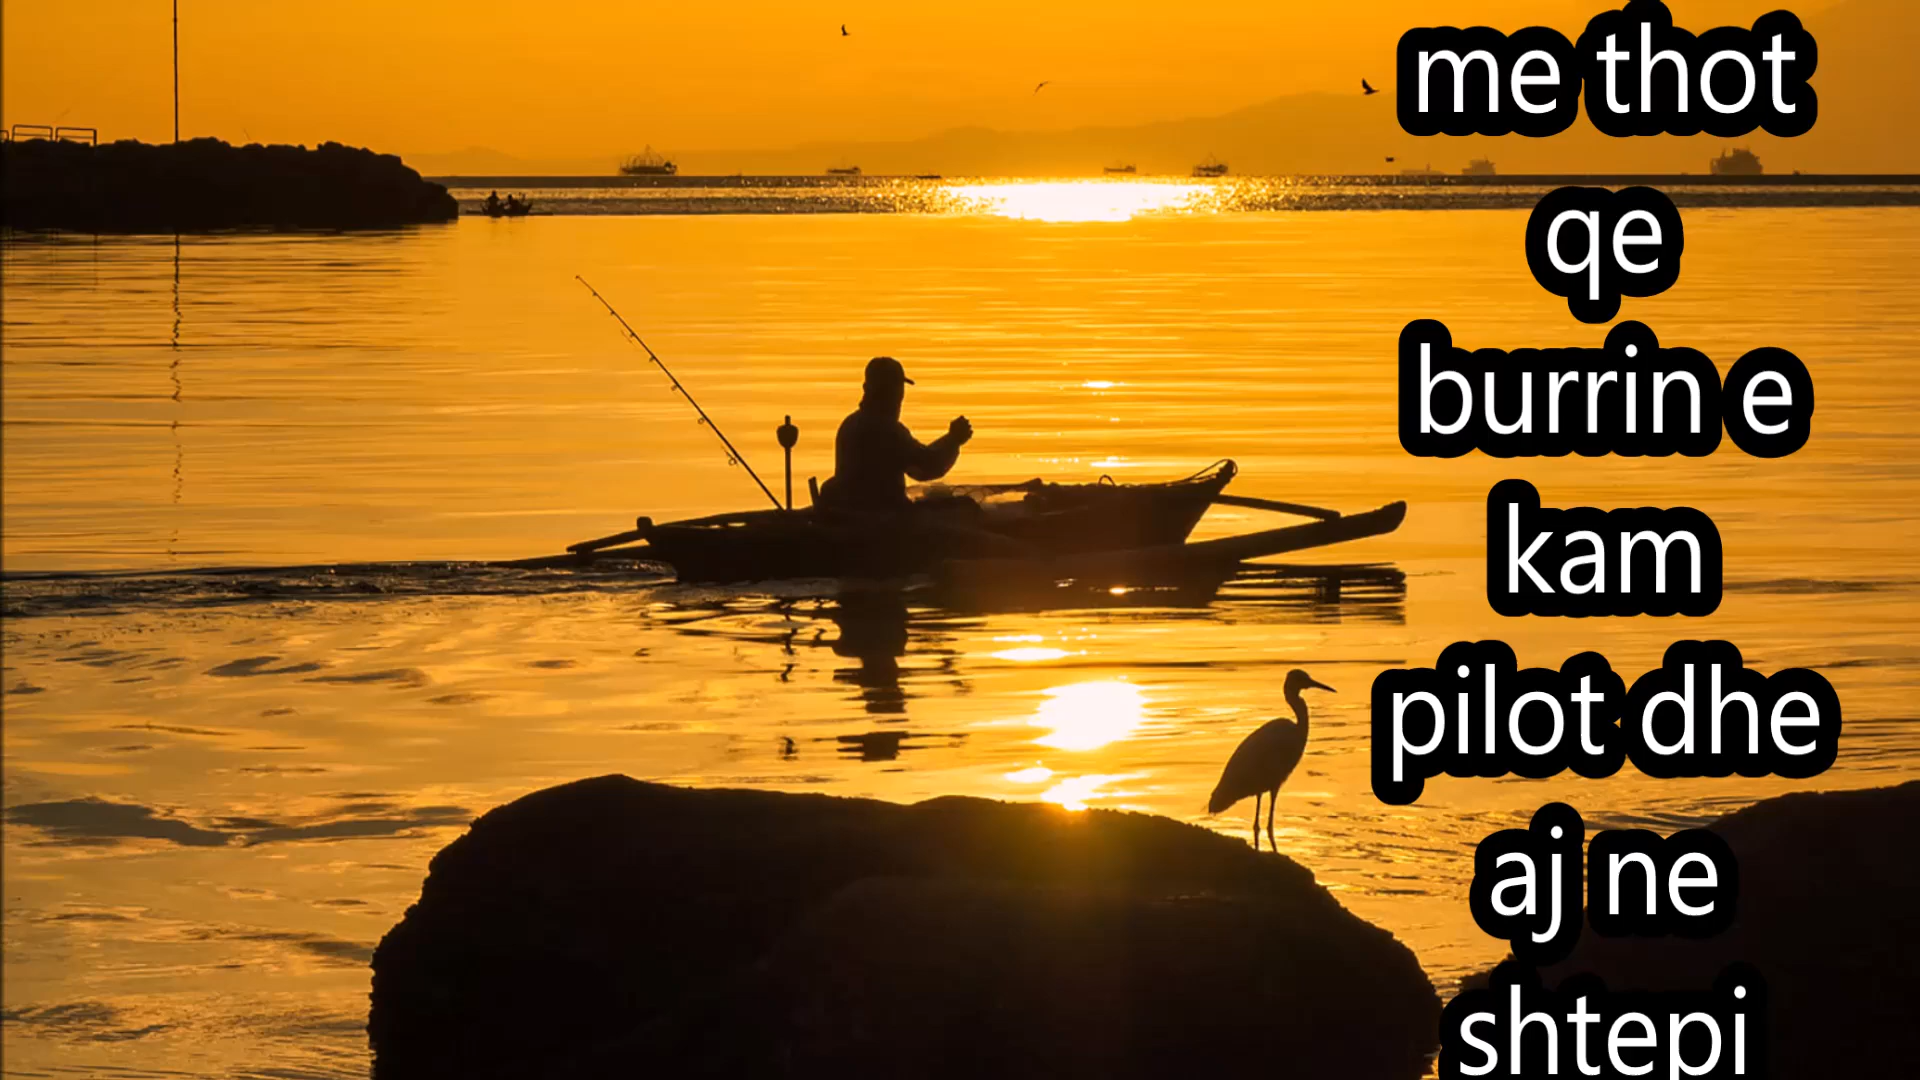 me thot
qe
burrin e
kam
pilot dhe
aj ne
shtepi